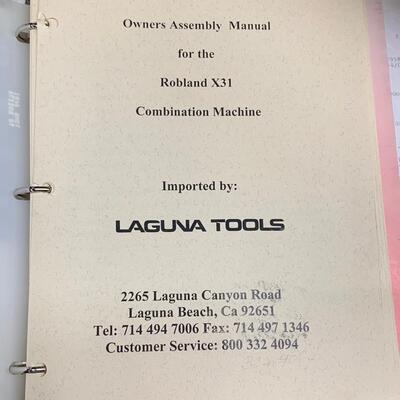 Owners Assembly Manual
for the
Robland X31
Combination Machine
Imported by:
LAGUNA TOOLS
2265 Laguna Canyon Road
Laguna Beach, Ca 92651
Tel: 714 494 7006 Fax: 714 497 1346
Customer Service: 800 332 4094